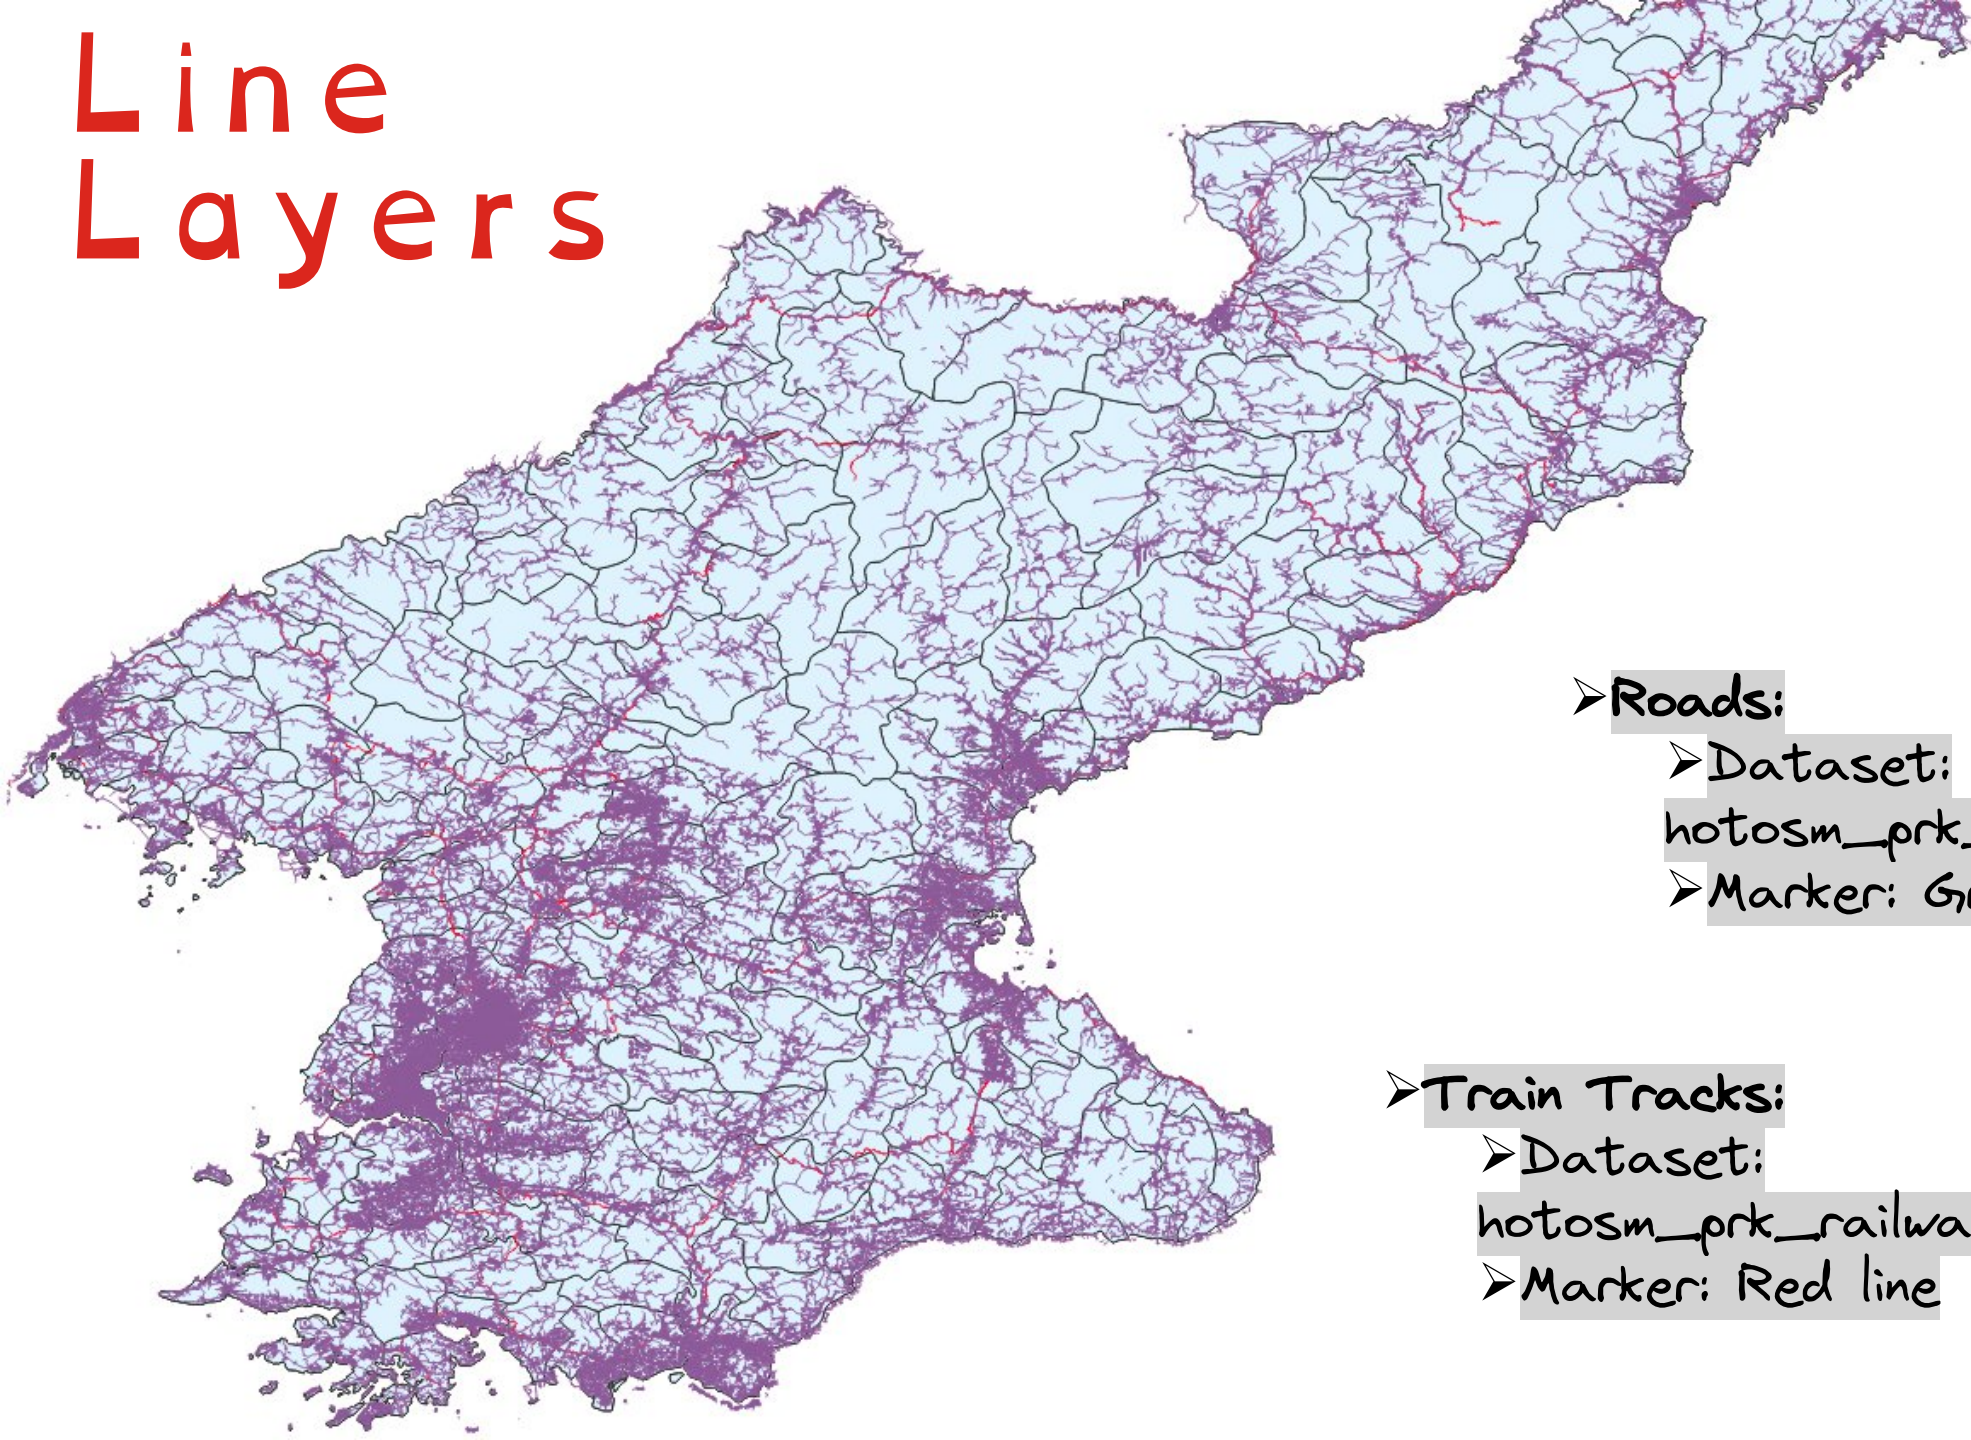 Line
Layers
➢Roads:
➢Dataset:
hotosm_prk_
➢Marker:
➢Train Tracks:
➢Dataset:
hotosm_prk_railwa
➢Marker: Red line